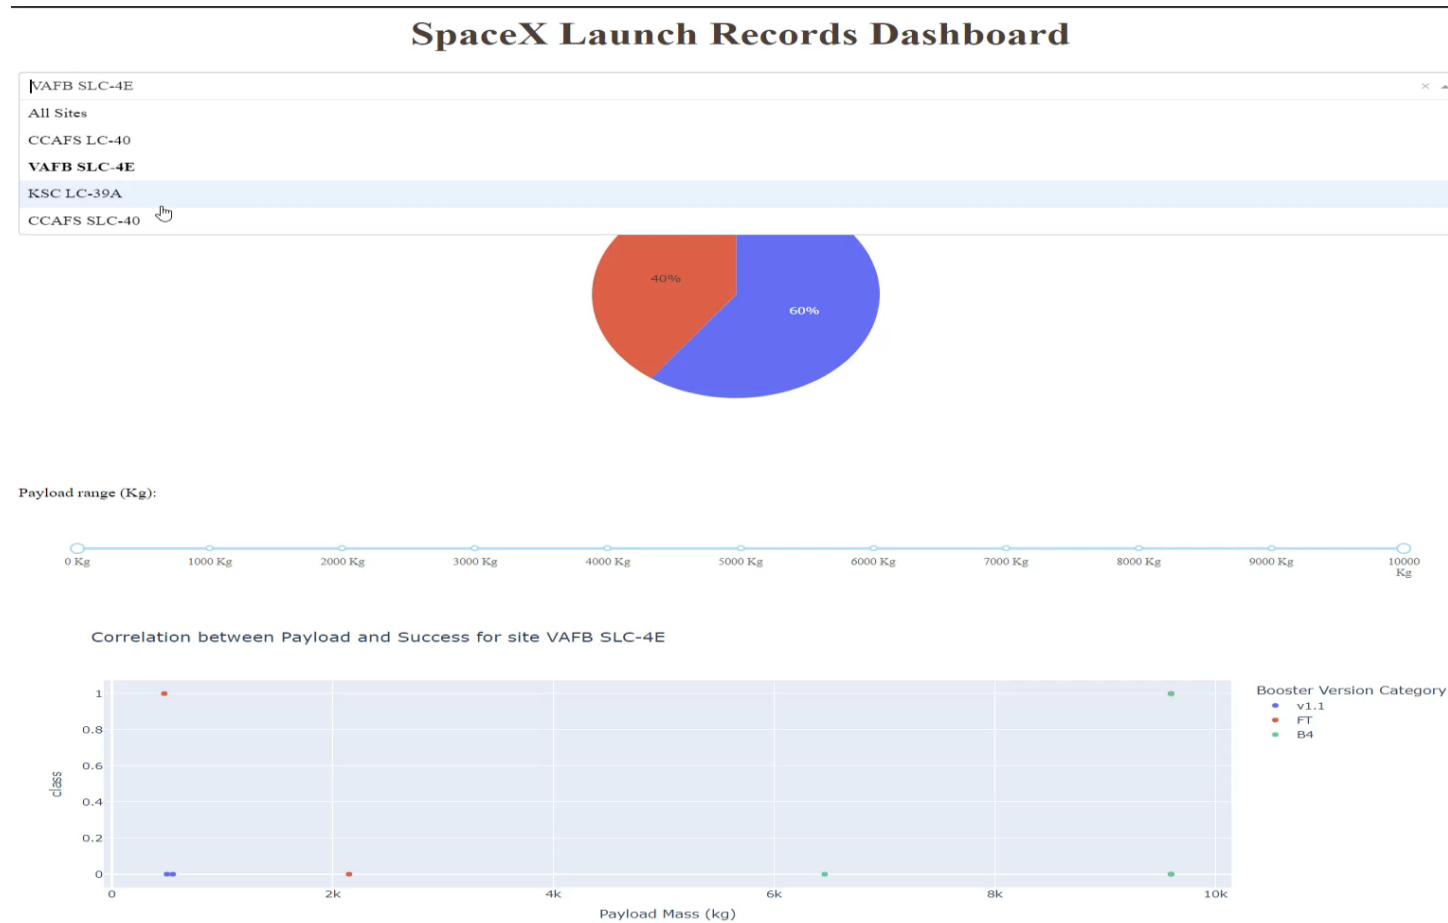 SpaceX Launch Records Dashboard
VAFB SLC-4E
×
All Sites
CCAFS LC-40
VAFB SLC-4E
KSC LC-39A
CCAFS SLC-40
40%
60%
Payload range (Kg):
0 Kg 1000 Kg 2000 Kg 3000 Kg 4000 Kg 5000 Kg 6000 Kg 7000 Kg 8000 Kg 9000 Kg 10000
Kg
Correlation between Payload and Success for site VAFB SLC-4E
Booster Version Category
v1.1
FT
B4
1
0.8
0.6
0.4
0.2
0
class
0 2k 4k 6k 8k 10k
Payload Mass (kg)